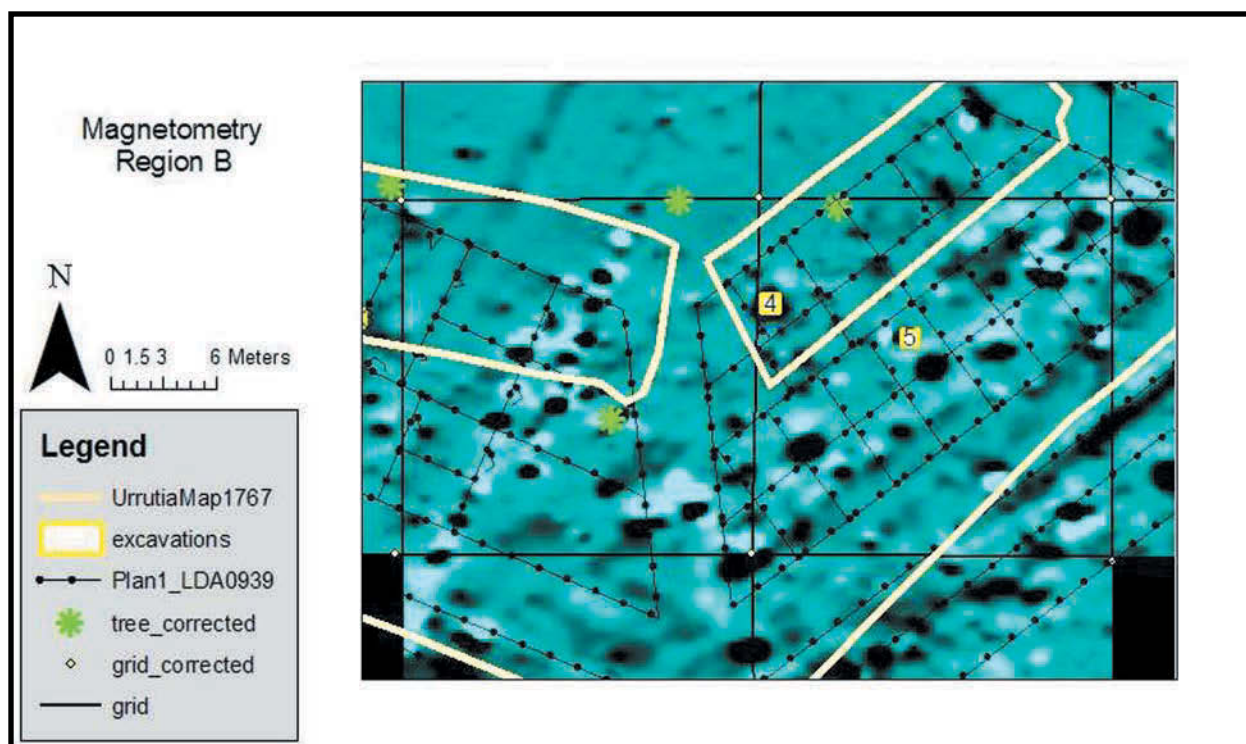 Magnetometry
Region B
N
0 1.5 3 6 Meters
Legend
UrrutiaMap1767
excavations
Plan1_LDA0939
tree_corrected
grid_corrected
grid
4
5